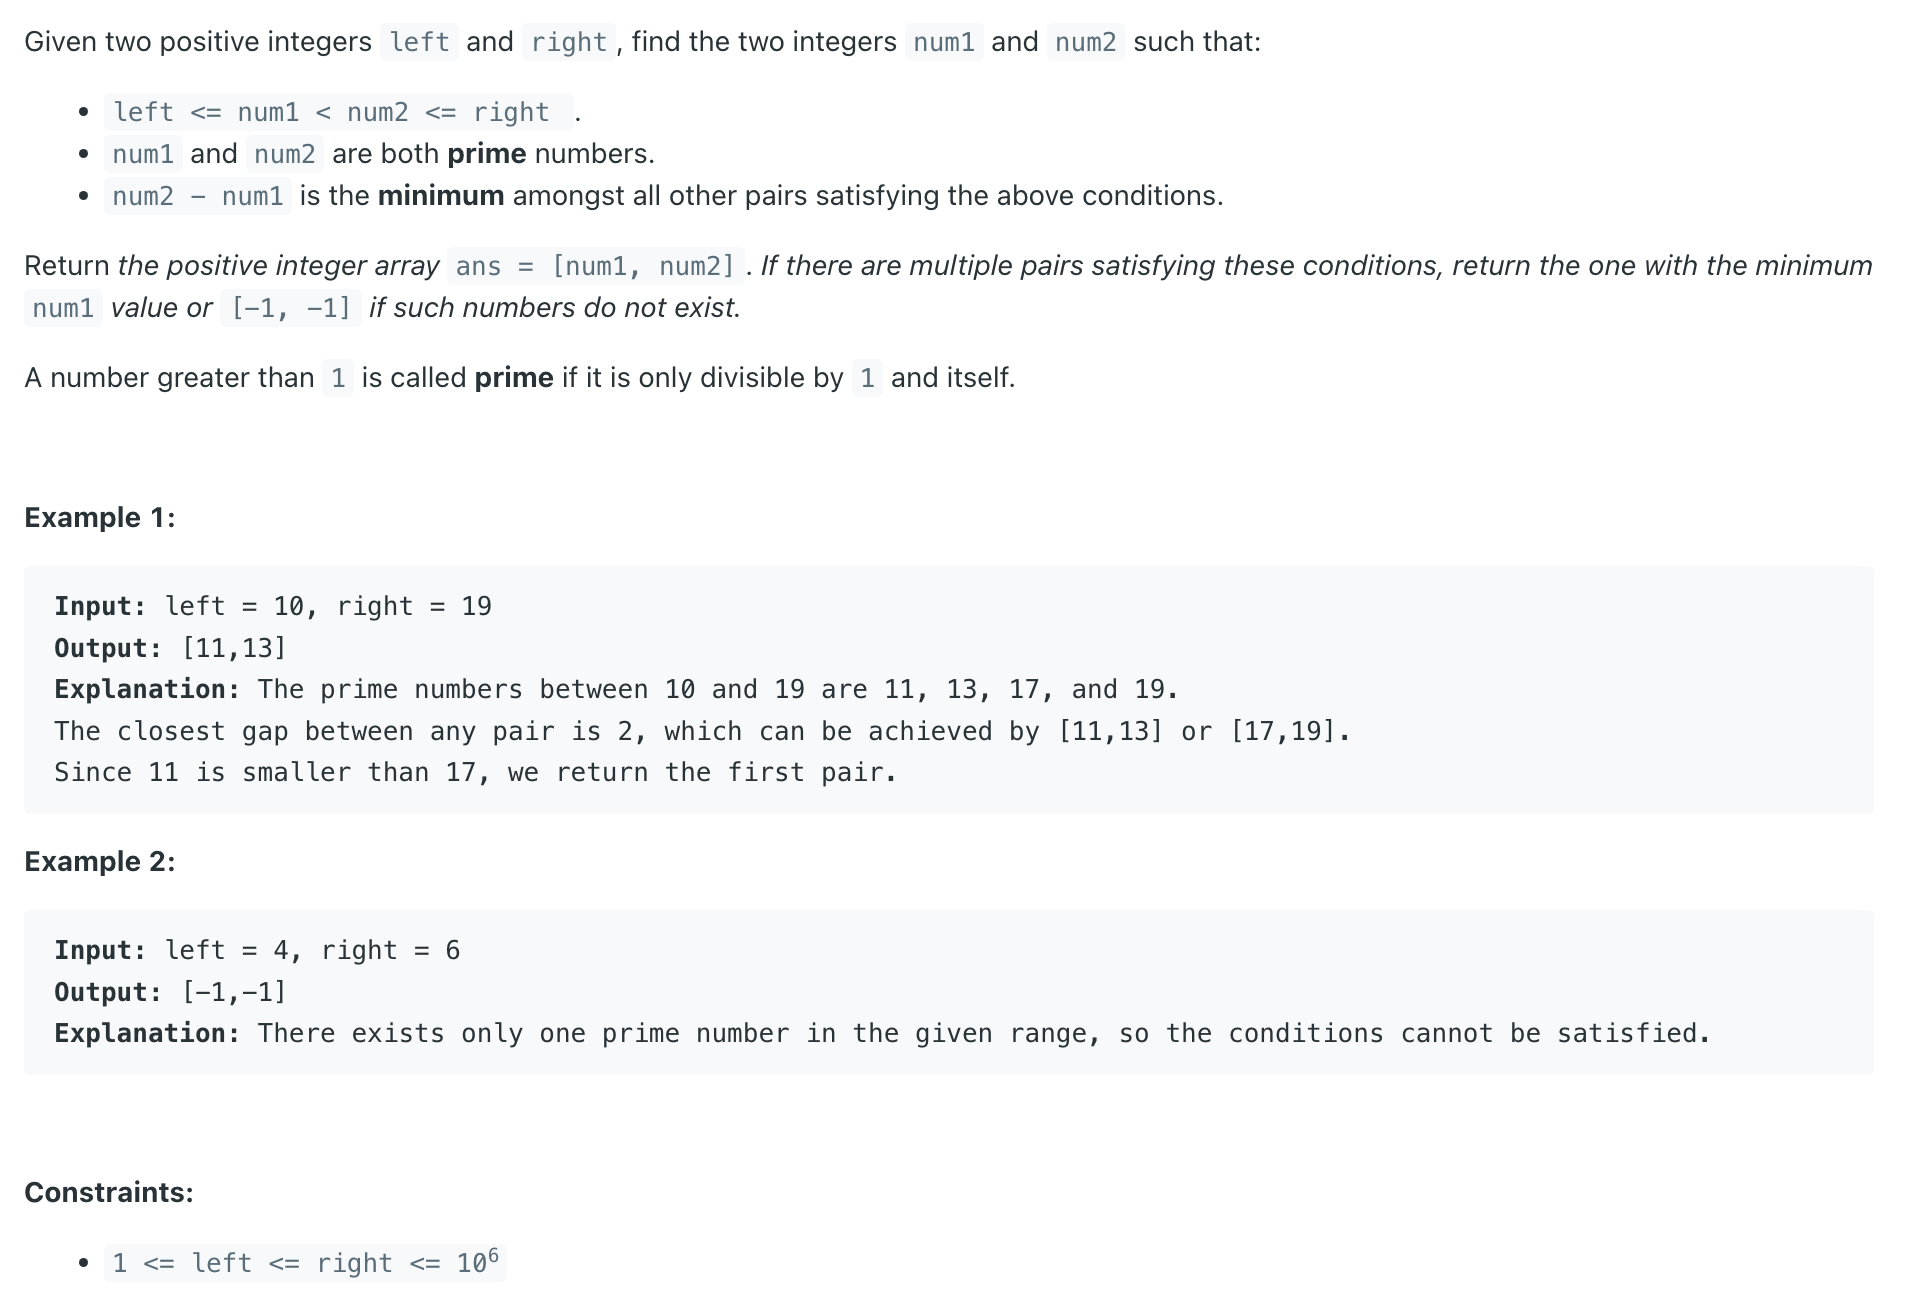 Given two positive integers left and right, find the two integers num1 and num2 such that:
• left <= num1 < num2 <= right .
• num1 and num2 are both prime numbers.
• num2 - num1 is the minimum amongst all other pairs satisfying the above conditions.
Return the positive integer array ans = [num1, num2]. If there are multiple pairs satisfying these conditions, return the one with the minimum
num1 value or [-1, -1] if such numbers do not exist.
A number greater than 1 is called prime if it is only divisible by 1 and itself.
Example 1:
Input: left = 10, right = 19
Output: [11,13]
Explanation: The prime numbers between 10 and 19 are 11, 13, 17, and 19.
The closest gap between any pair is 2, which can be achieved by [11,13] or [17,19].
Since 11 is smaller than 17, we return the first pair.
Example 2:
Input: left = 4, right = 6
Output: [-1,-1]
Explanation: There exists only one prime number in the given range, so the conditions cannot be satisfied.
Constraints:
• 1 <= left <= right <= 10⁶